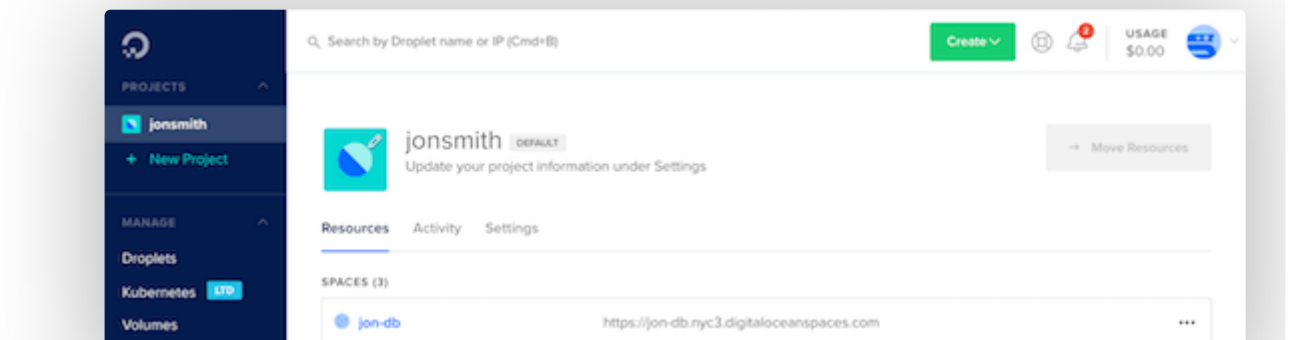 Search by Droplet name or IP (Cmd+B)
Create
2
USAGE
$0.00
PROJECTS
jonsmith
+ New Project
MANAGE
Droplets
Kubernetes LTD
Volumes
jonsmith DEFAULT
Update your project information under Settings
→ Move Resources
Resources Activity Settings
SPACES (3)
jon-db https://jon-db.nyc3.digitaloceanspaces.com ...